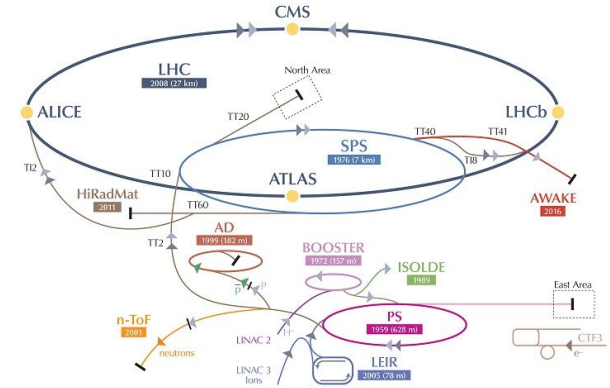 CMS
LHC
2008 (27 km)
North Area
ALICE
LHCb
TT20
TT40
TT41
SPS
1976 (7 km)
TI8
TI2
TT10
ATLAS
HiRadMat
2011
TT60
AWAKE
2016
AD
1999 (182 m)
TT2
BOOSTER
1972 (157 m)
ISOLDE
1989
p
p
East Area
n-ToF
2001
PS
1959 (628 m)
H-
LINAC 2
neutrons
CTF3
e-
LEIR
2005 (78 m)
LINAC 3
Ions